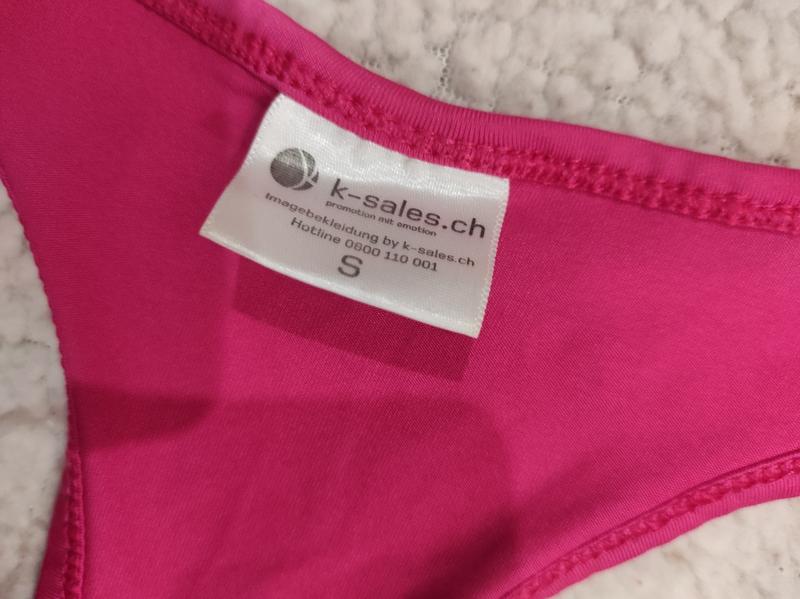 k-sales.ch
promotion mit emotion
Imagebekleidung by k-sales.ch
Hotline 0800 110 001
S